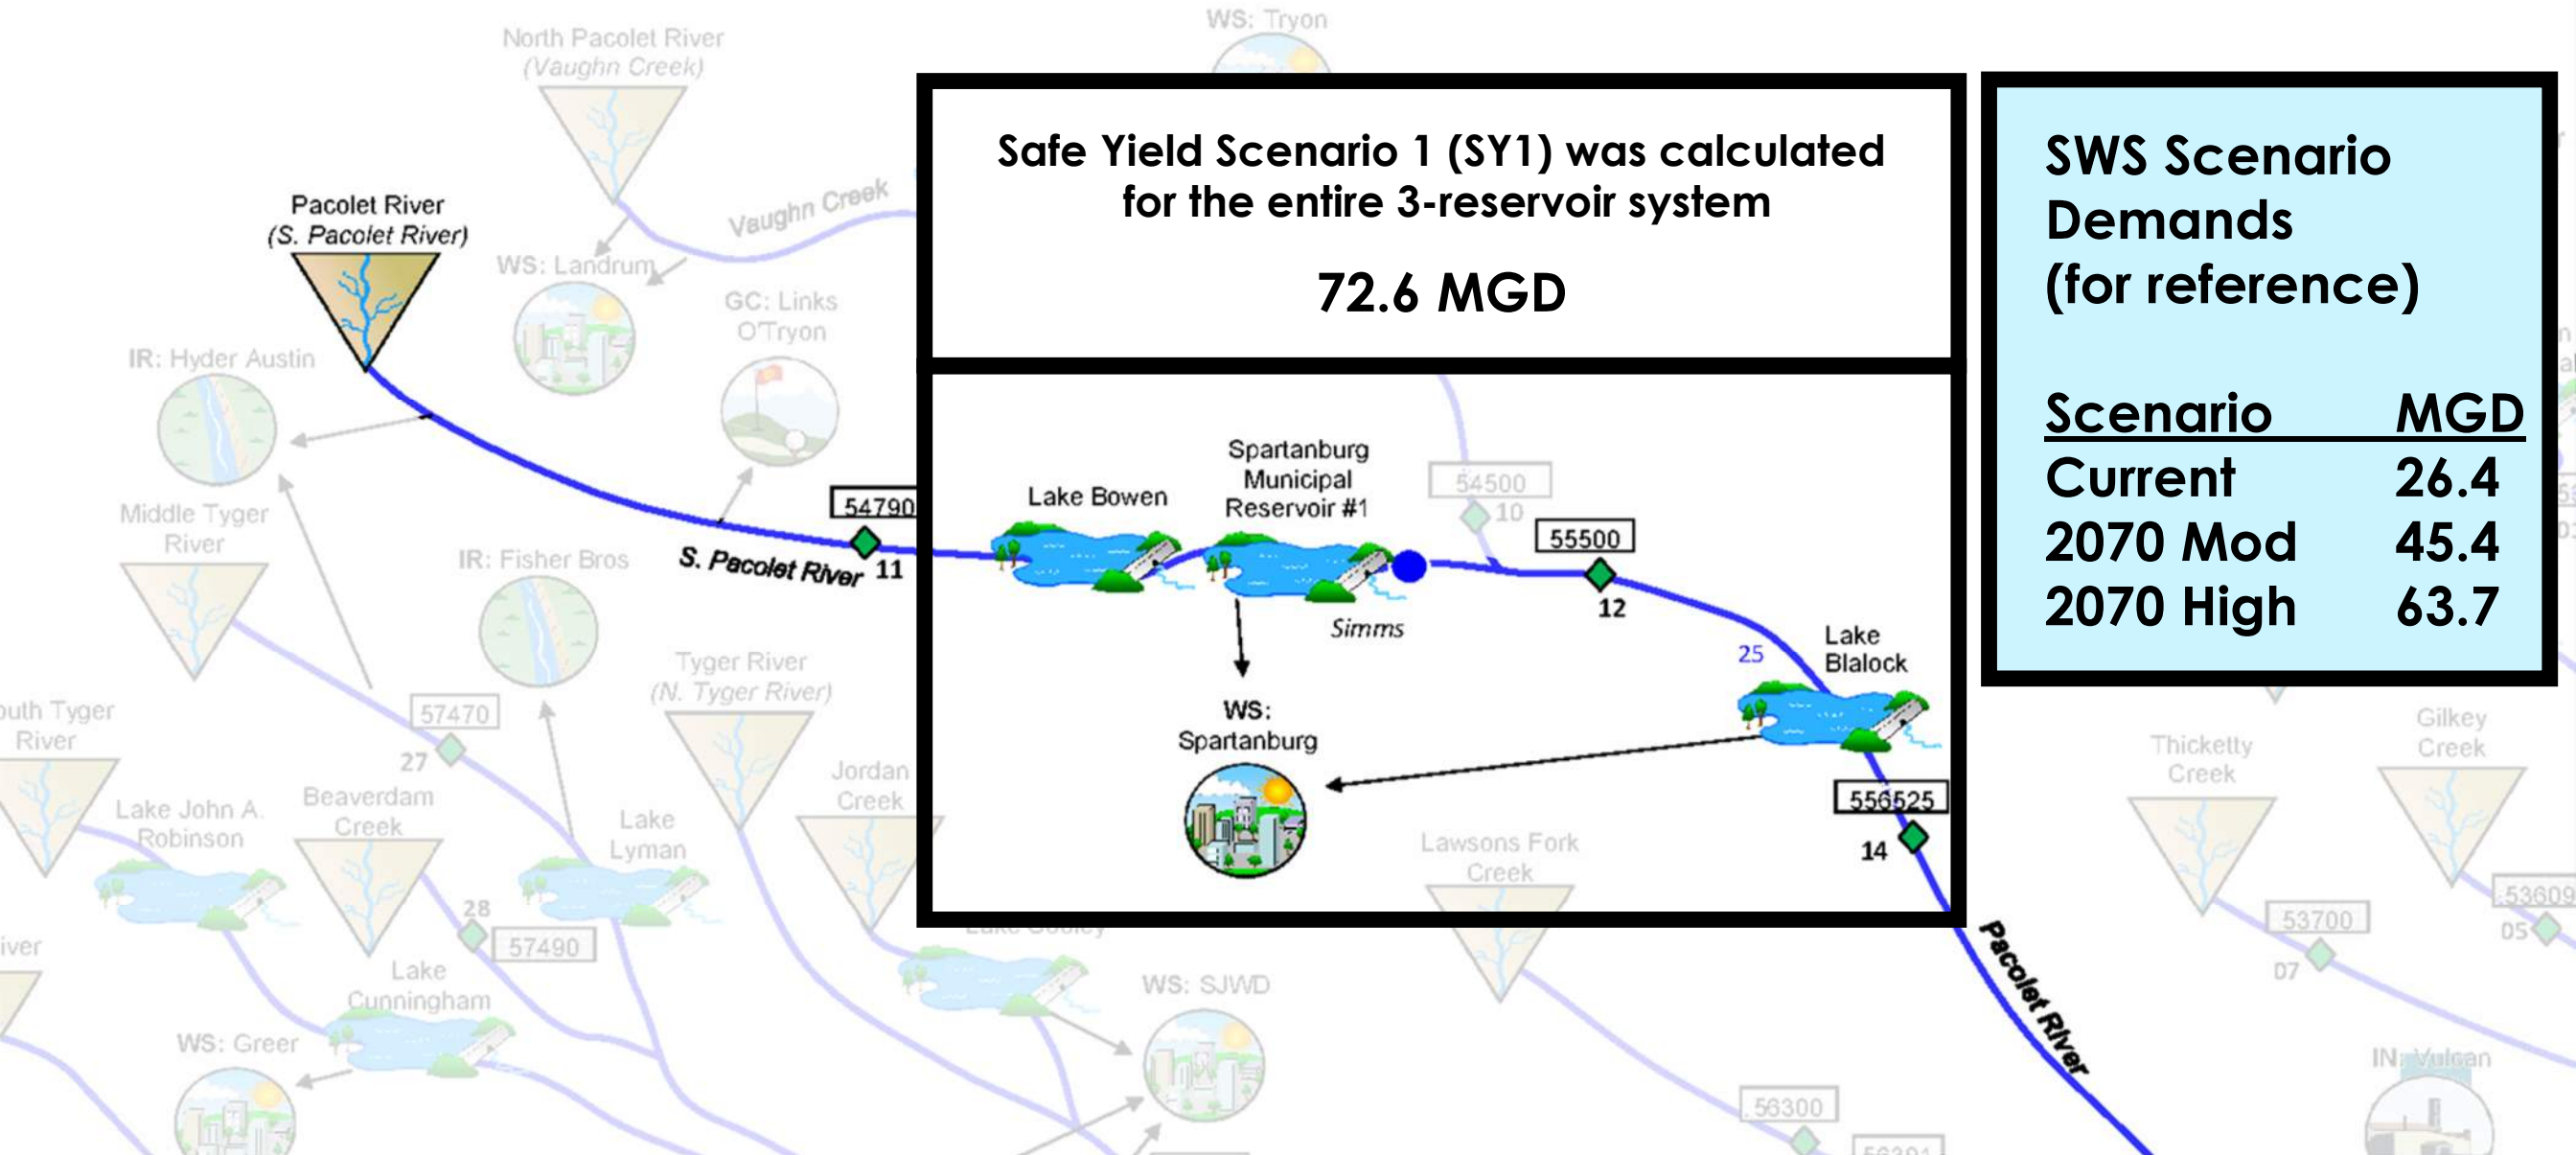 WS: Tryon
North Pacolet River
(Vaughn Creek)
Safe Yield Scenario 1 (SY1) was calculated
for the entire 3-reservoir system
72.6 MGD
SWS Scenario
Demands
(for reference)
Scenario MGD
Current 26.4
2070 Mod 45.4
2070 High 63.7
Pacolet River
(S. Pacolet River)
Vaughn Creek
WS: Landrum
GC: Links
O'Tryon
IR: Hyder Austin
54790
S. Pacolet River 11
Lake Bowen
Spartanburg
Municipal
Reservoir #1
54500
10
55500
12
Simms
25
Lake
Blalock
WS:
Spartanburg
556525
14
Middle Tyger
River
IR: Fisher Bros
Tyger River
(N. Tyger River)
57470
27
River
Lake John A.
Robinson
Beaverdam
Creek
Lake
Lyman
Jordan
Creek
28
57490
Lake
Cunningham
WS: Greer
WS: SJWD
Lawsons Fork
Creek
Thicketty
Creek
Gilkey
Creek
53609
05
53700
07
Pacolet River
56300
IN: Vulcan